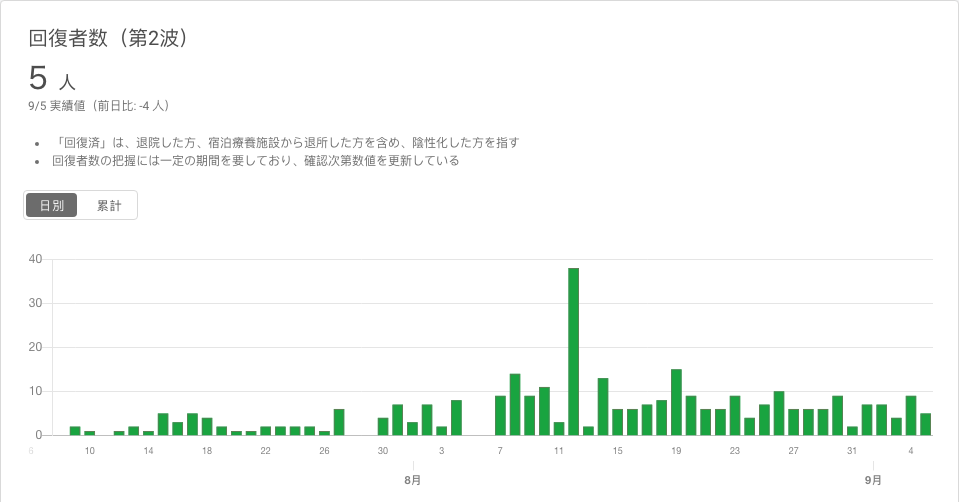 回復者数（第2波）
5 人
9/5 実績値（前日比: -4 人）
• 「回復済」は、退院した方、宿泊療養施設から退所した方を含め、陰性化した方を指す
• 回復者数の把握には一定の期間を要しており、確認次第数値を更新している
日別 累計
40
30
20
10
0
6 10 14 18 22 26 30 3 7 11 15 19 23 27 31 4
8月 9月